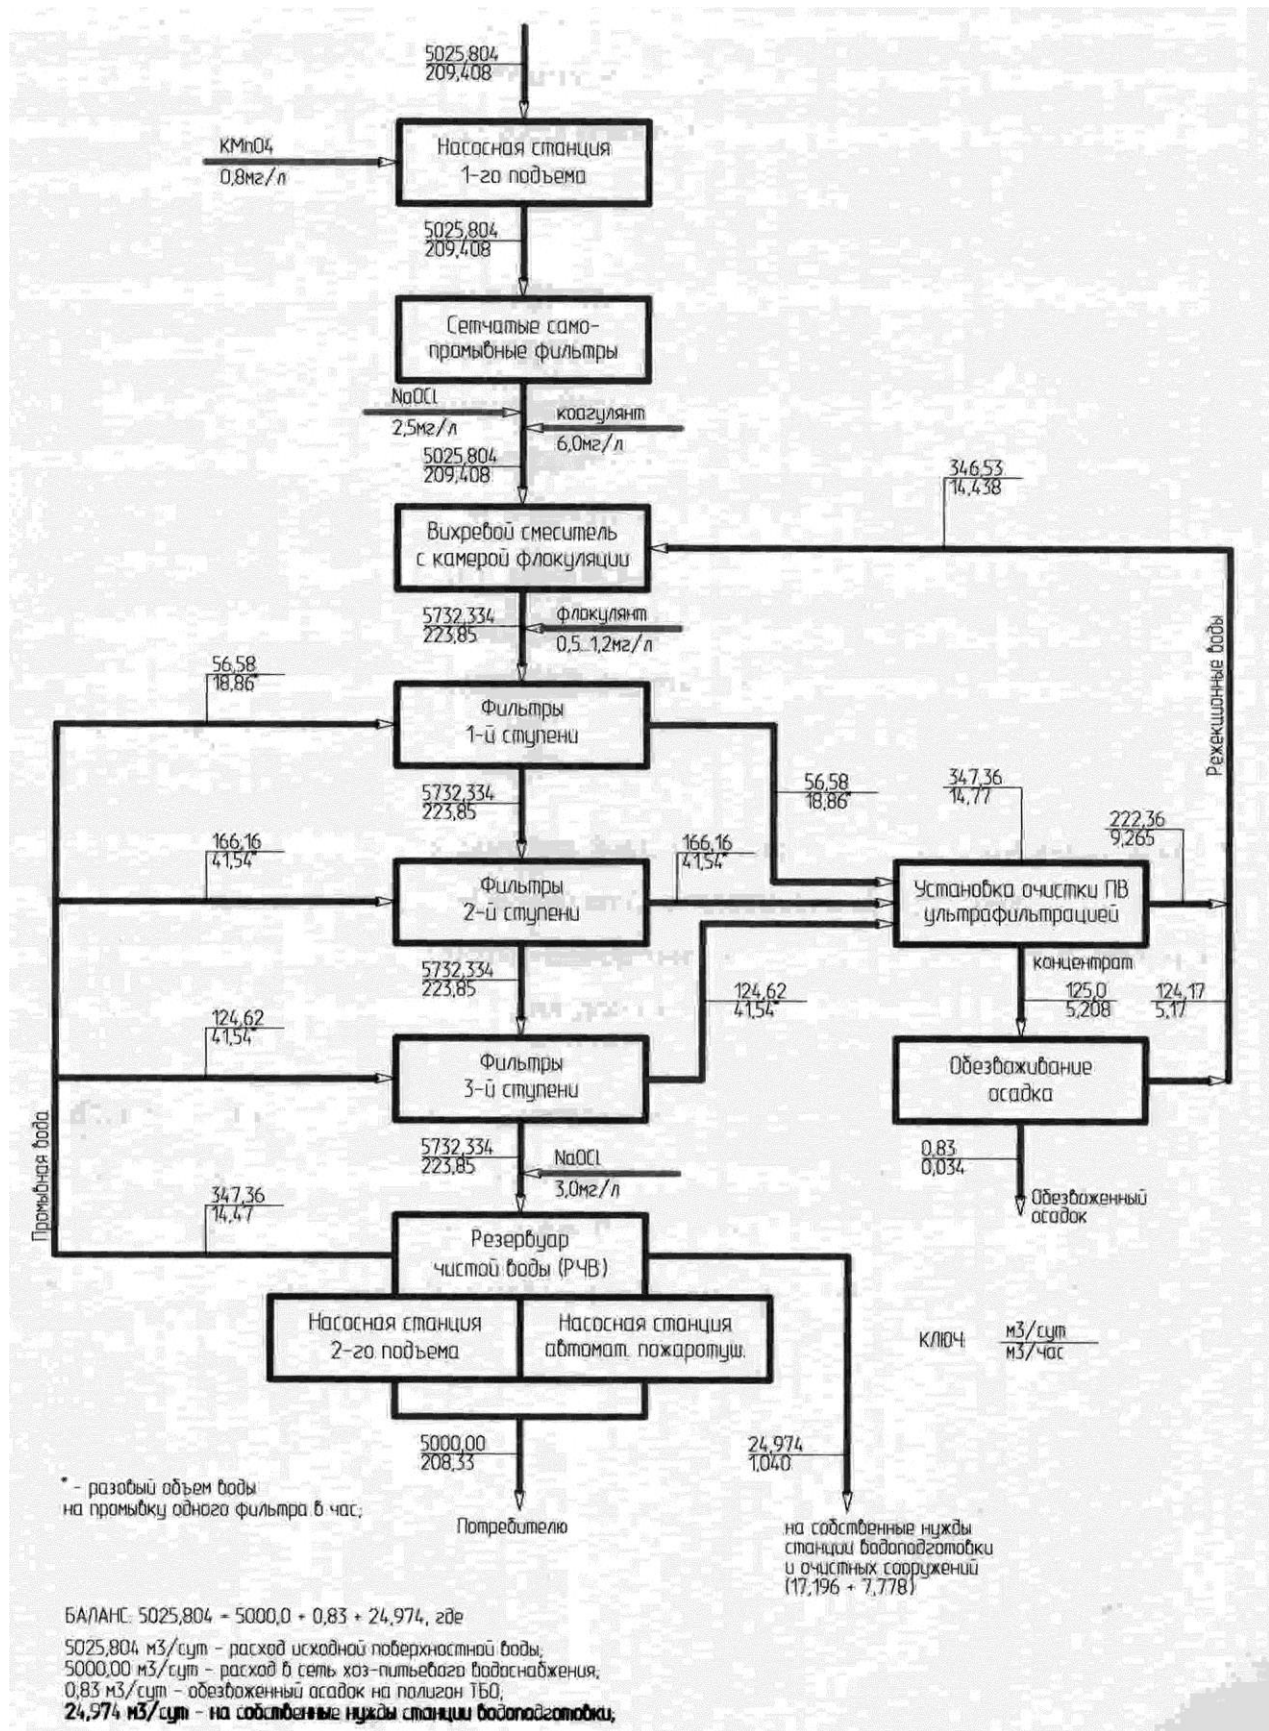 5025,804
209,408
KMnO4
0,8мг/л
Насосная станция
1-го подъема
5025,804
209,408
Сетчатые само-
промывные фильтры
NaOCl
2,5мг/л
коагулянт
6,0мг/л
5025,804
209,408
346,53
14,438
Вихревой смеситель
с камерой флокуляции
5732,334
223,85
флокулянт
0,5...1,2мг/л
Режекционные воды
56,58
18,86*
Фильтры
1-й ступени
5732,334
223,85
56,58
18,86*
347,36
14,77
222,36
9,265
166,16
41,54*
166,16
41,54*
Фильтры
2-й ступени
Установка очистки ПВ
ультрафильтрацией
5732,334
223,85
концентрат
124,62
41,54*
125,0
5,208
124,17
5,17
124,62
41,54*
Фильтры
3-й ступени
Обезваживание
осадка
5732,334
223,85
NaOCl
3,0мг/л
0,83
0,034
Обезваженный
осадок
Промывная вода
347,36
14,47
Резервуар
чистой воды (РЧВ)
Насосная станция
2-го подъема
Насосная станция
автомат. пожаротуш.
КЛЮЧ:
м3/сут
м3/час
5000,00
208,33
24,974
1,040
* - разовый объем воды
на промывку одного фильтра в час;
Потребителю
на собственные нужды
станции водоподготовки
и очистных сооружений
(17,196 + 7,778)
БАЛАНС: 5025,804 = 5000,0 + 0,83 + 24,974, где
5025,804 м3/сут - расход исходной поверхностной воды;
5000,00 м3/сут - расход в сеть хоз-питьевого водоснабжения;
0,83 м3/сут - обезвоженный осадок на полигон ТБО;
24,974 м3/сут - на собственные нужды станции водоподготовки;